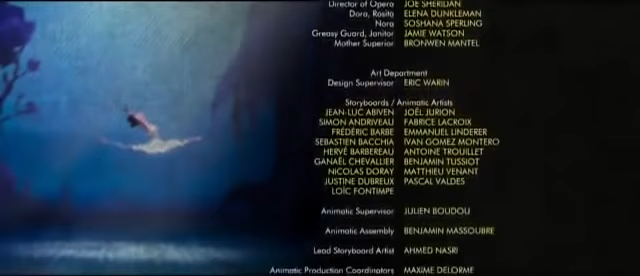 Director of Opera JOE SHERIDAN
Dora, Rosita ELENA DUNKLEMAN
Nora SOSHANA SPERLING
Greasy Guard, Janitor JAMIE WATSON
Mother Superior BRONWEN MANTEL
Art Department
Design Supervisor ERIC WARIN
Storyboards / Animatic Artists
JEAN-LUC ABIVEN JOËL JURION
SIMON ANDRIVEAU FABRICE LACROIX
FRÉDÉRIC BARBE EMMANUEL LINDERER
SEBASTIEN BACCHIA IVAN GOMEZ MONTERO
HERVÉ BARBEREAU ANTOINE TROUILLET
GANAËL CHEVALLIER BENJAMIN TUSSIOT
NICOLAS DORAY MATTHIEU VENANT
JUSTINE DUBREUX PASCAL VALDES
LOÏC FONTIMPE
Animatic Supervisor JULIEN BOUDOU
Animatic Assembly BENJAMIN MASSOUBRE
Lead Storyboard Artist AHMED NASRI
Animatic Production Coordinators MAXIME DELORME